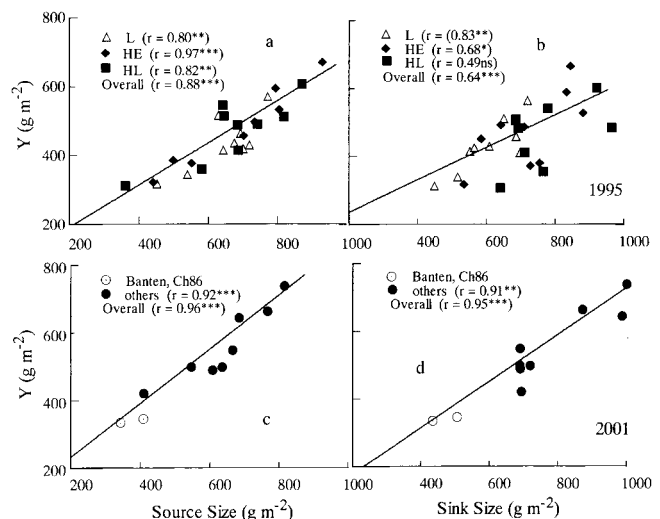 800
L (r = 0.80**)
HE (r = 0.97***)
HL (r = 0.82**)
Overall (r = 0.88***)
a
L (r = (0.83**)
HE (r = 0.68*)
HL (r = 0.49ns)
Overall (r = 0.64***)
b
Y (g m-2)
600
400
200
1995
200 400 600 800 1000 400 600 800 1000
800
Banten, Ch86
others (r = 0.92***)
Overall (r = 0.96***)
Banten, Ch86
others (r = 0.91**)
Overall (r = 0.95***)
Y (g m-2)
600
400
200
c
d
2001
200 400 600 800 1000 400 600 800 1000
Source Size (g m-2) Sink Size (g m-2)